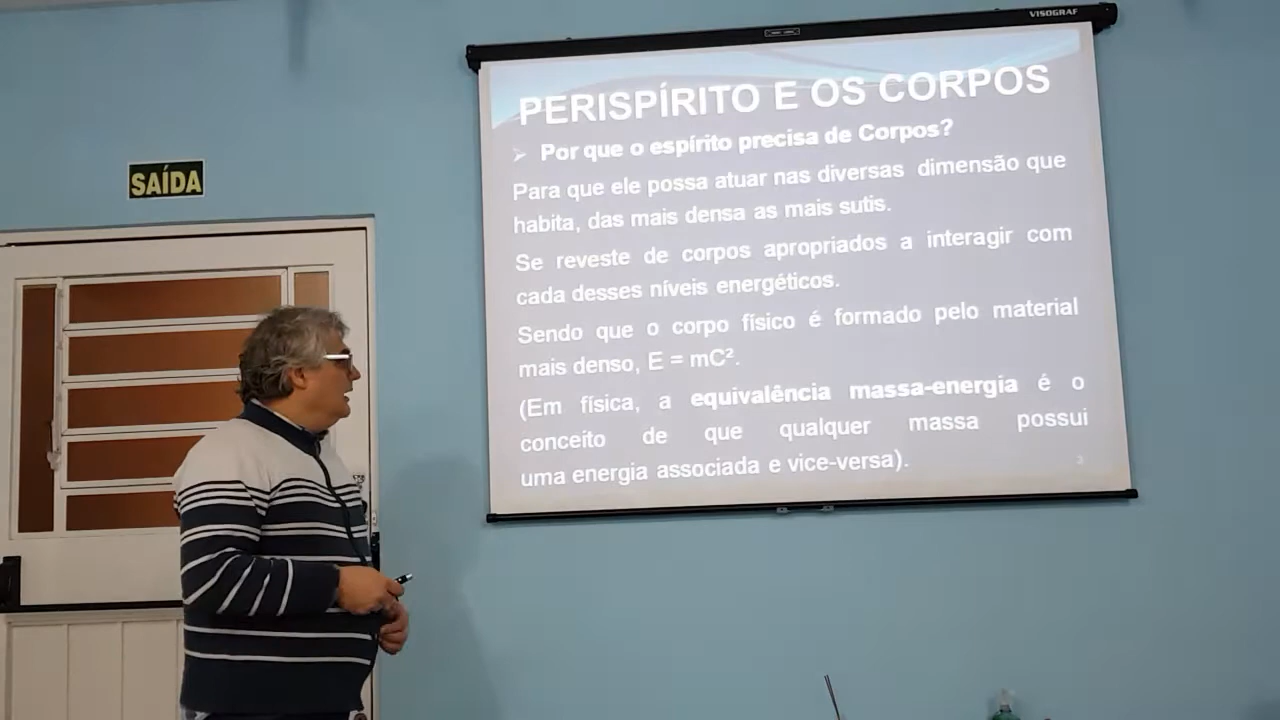 VISOGRAF
PERISPÍRITO E OS CORPOS
Por que o espírito precisa de Corpos?
Para que ele possa atuar nas diversas dimensão que
habita, das mais densa as mais sutis.
Se reveste de corpos apropriados a interagir com
cada desses níveis energéticos.
Sendo que o corpo físico é formado pelo material
mais denso, E = mC².
(Em física, a equivalência massa-energia é o
conceito de que qualquer massa possui
uma energia associada e vice-versa).
3
SAÍDA